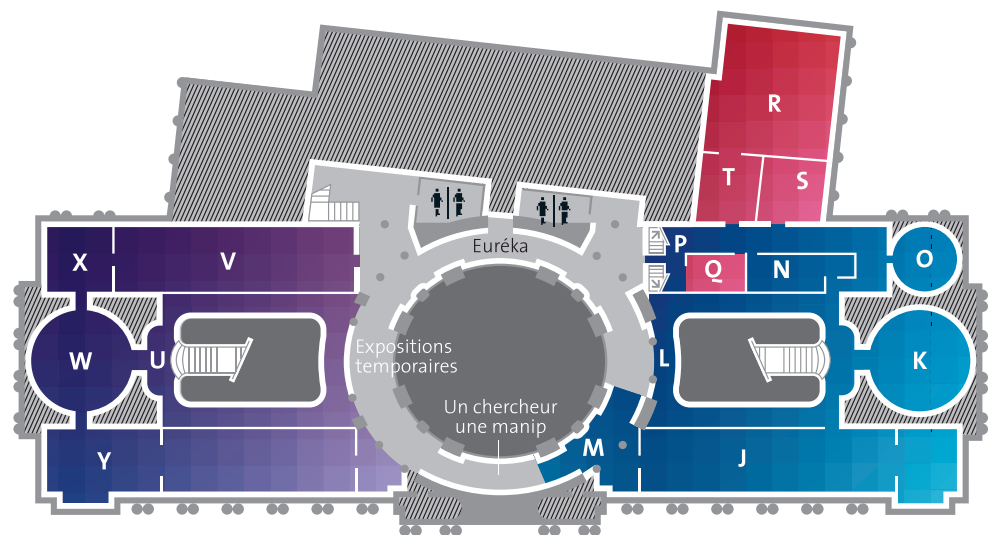 R
T
S
Euréka
P
O
X
V
Q
N
Expositions
temporaires
W
U
L
K
Un chercheur
une manip
M
Y
J